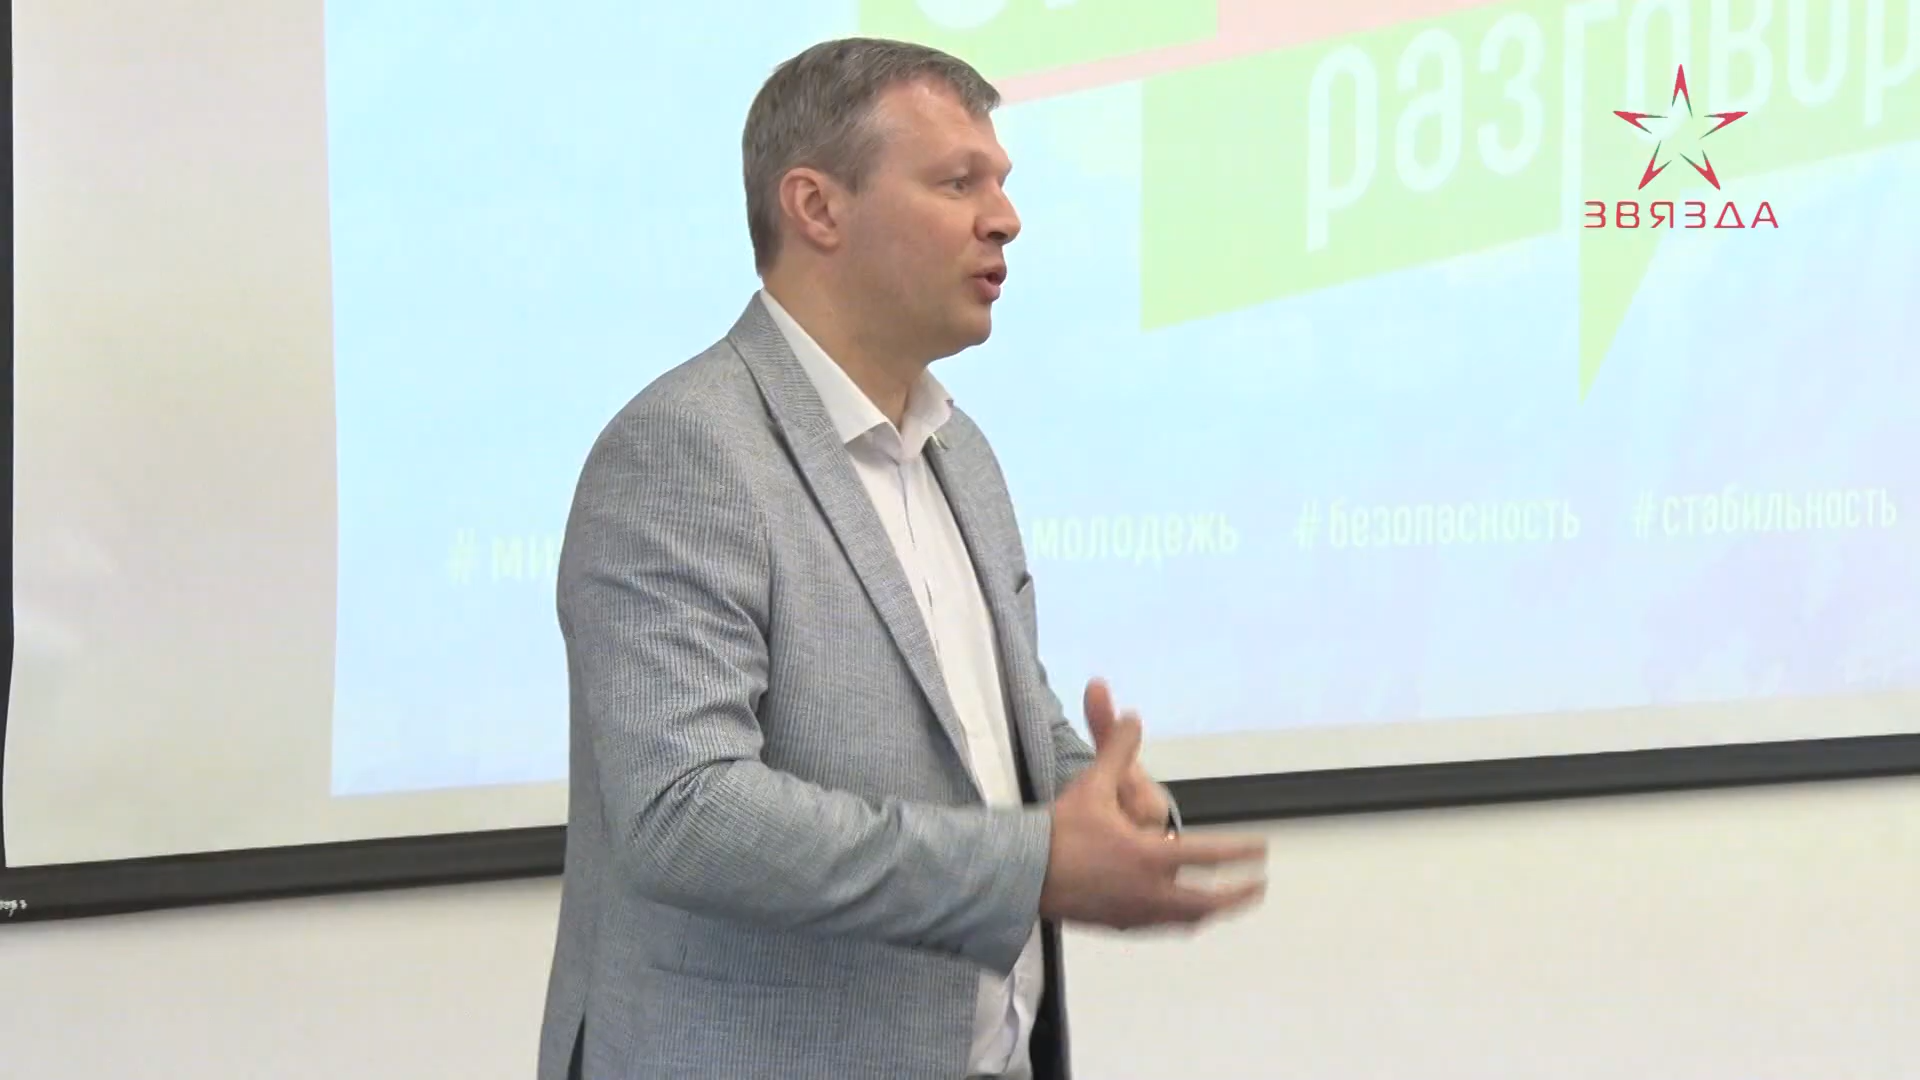 разговор
ЗВЯЗДА
молодежь #безопасность #стабильность